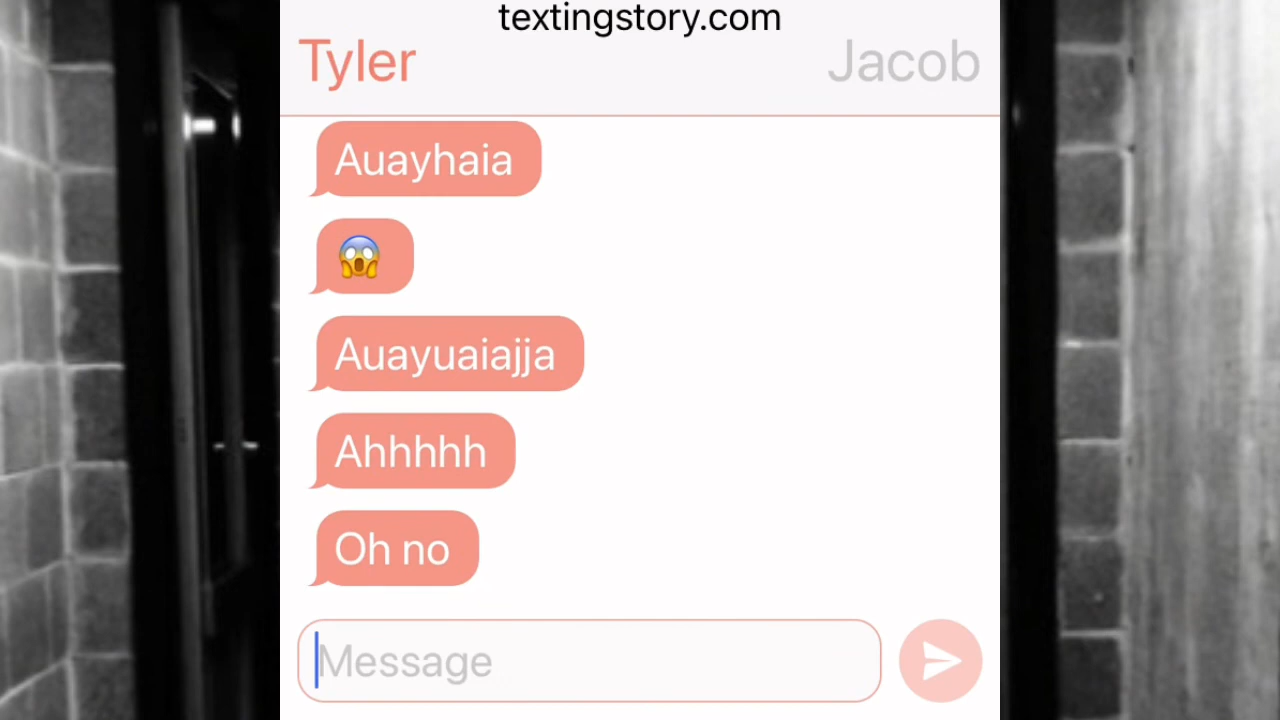 textingstory.com
Tyler Jacob
Auayhaia
😱
Auayuaiajja
Ahhhhh
Oh no
Message